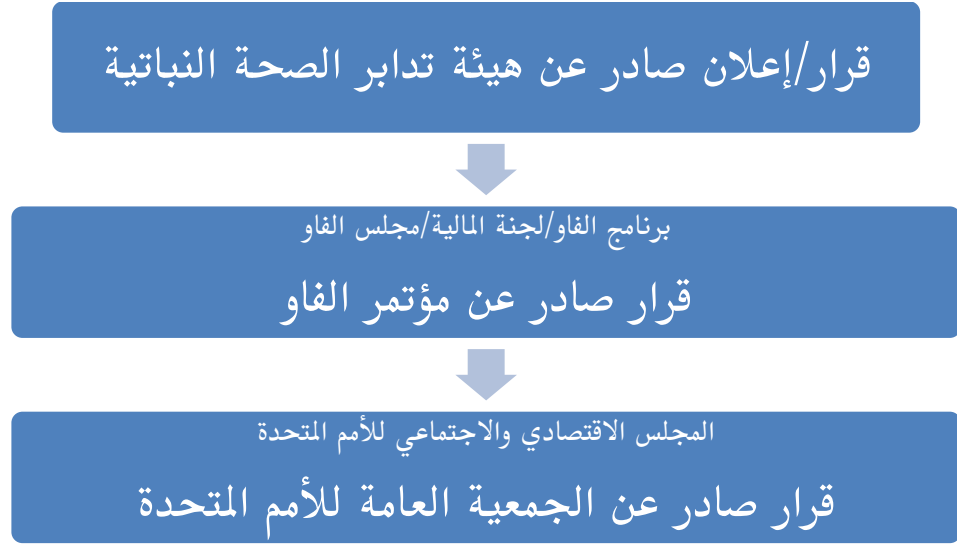 قرار/إعلان صادر عن هيئة تدابر الصحة النباتية
برنامج الفاو/لجنة المالية/مجلس الفاو
قرار صادر عن مؤتمر الفاو
المجلس الاقتصادي والاجتماعي للأمم المتحدة
قرار صادر عن الجمعية العامة للأمم المتحدة